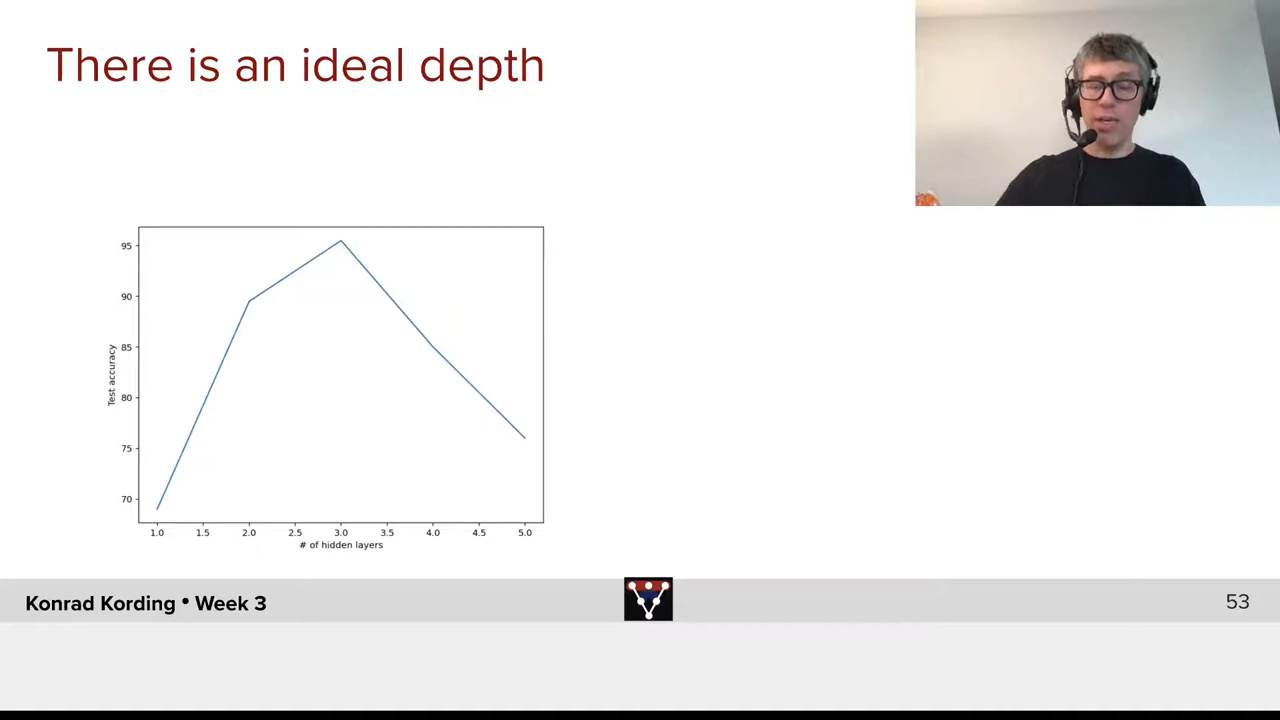 There is an ideal depth
95
90
85
80
75
70
Test accuracy
1.0 1.5 2.0 2.5 3.0 3.5 4.0 4.5 5.0
# of hidden layers
Konrad Kording • Week 3
53